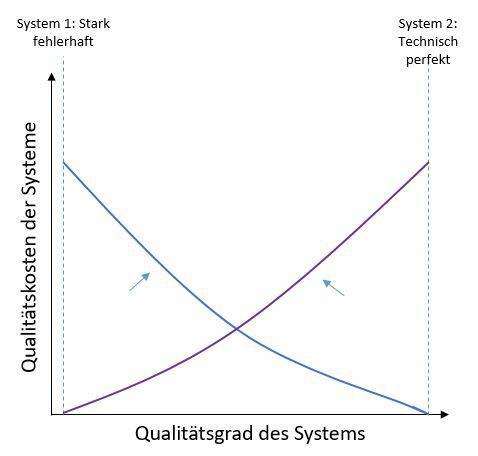 System 1: Stark
fehlerhaft
System 2:
Technisch
perfekt
Qualitätskosten der Systeme
Qualitätsgrad des Systems